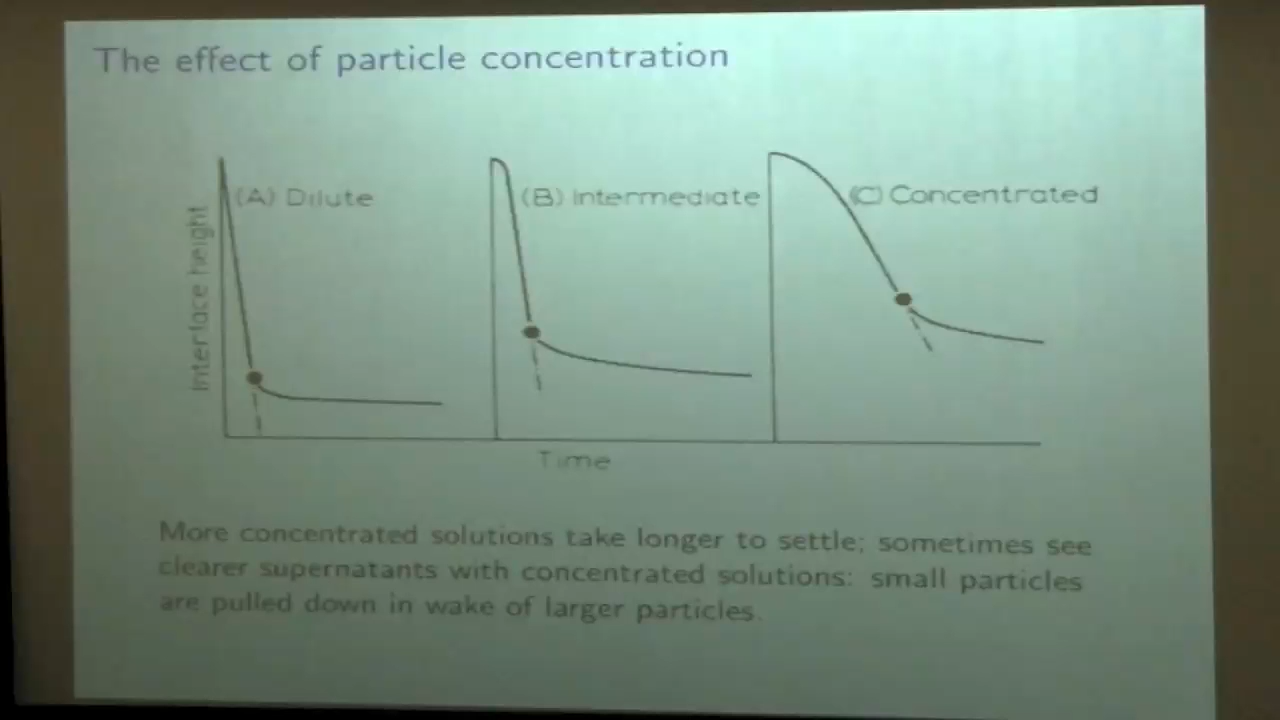 The effect of particle concentration
(A) Dilute
(B) Intermediate
(C) Concentrated
Interface height
Time
More concentrated solutions take longer to settle; sometimes see
clearer supernatants with concentrated solutions: small particles
are pulled down in wake of larger particles.